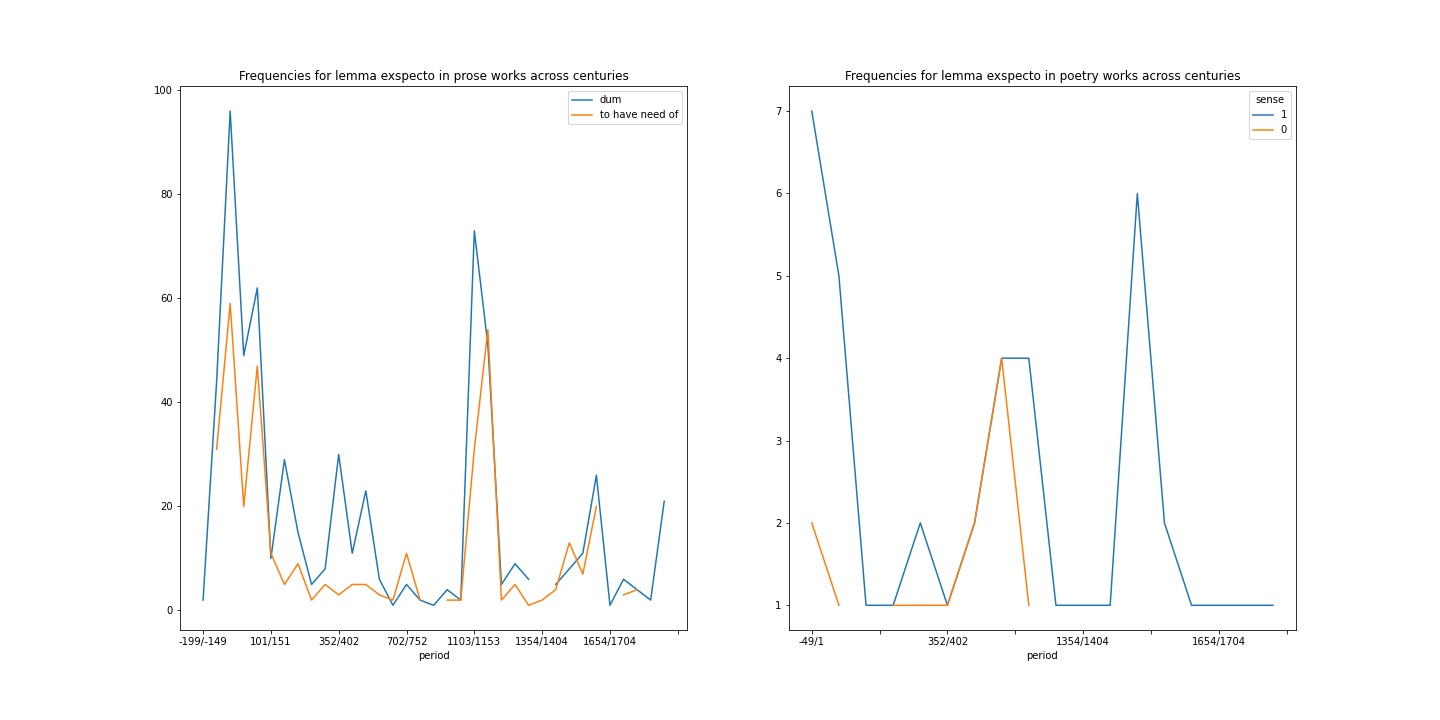 Frequencies for lemma exspecto in prose works across centuries
dum
to have need of
100
80
60
40
20
0
-199/-149 101/151 352/402 702/752 1103/1153 1354/1404 1654/1704
period
Frequencies for lemma exspecto in poetry works across centuries
sense
1
0
7
6
5
4
3
2
1
-49/1 352/402 1354/1404 1654/1704
period